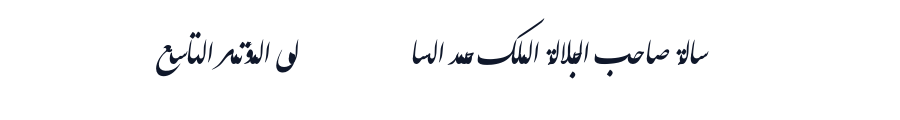 سالة صاحب الجلالة الملك محمد السا لى المؤتمر التاسع